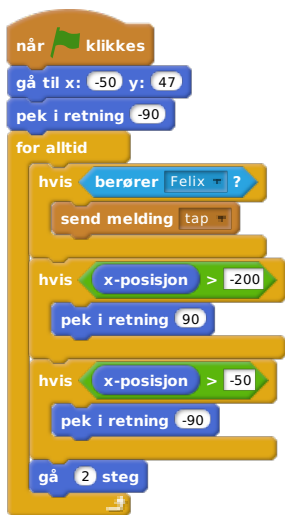 når klikkes
gå til x: -50 y: 47
pek i retning -90
for alltid
hvis berører Felix ?
send melding tap
hvis x-posisjon > -200
pek i retning 90
hvis x-posisjon > -50
pek i retning -90
gå 2 steg